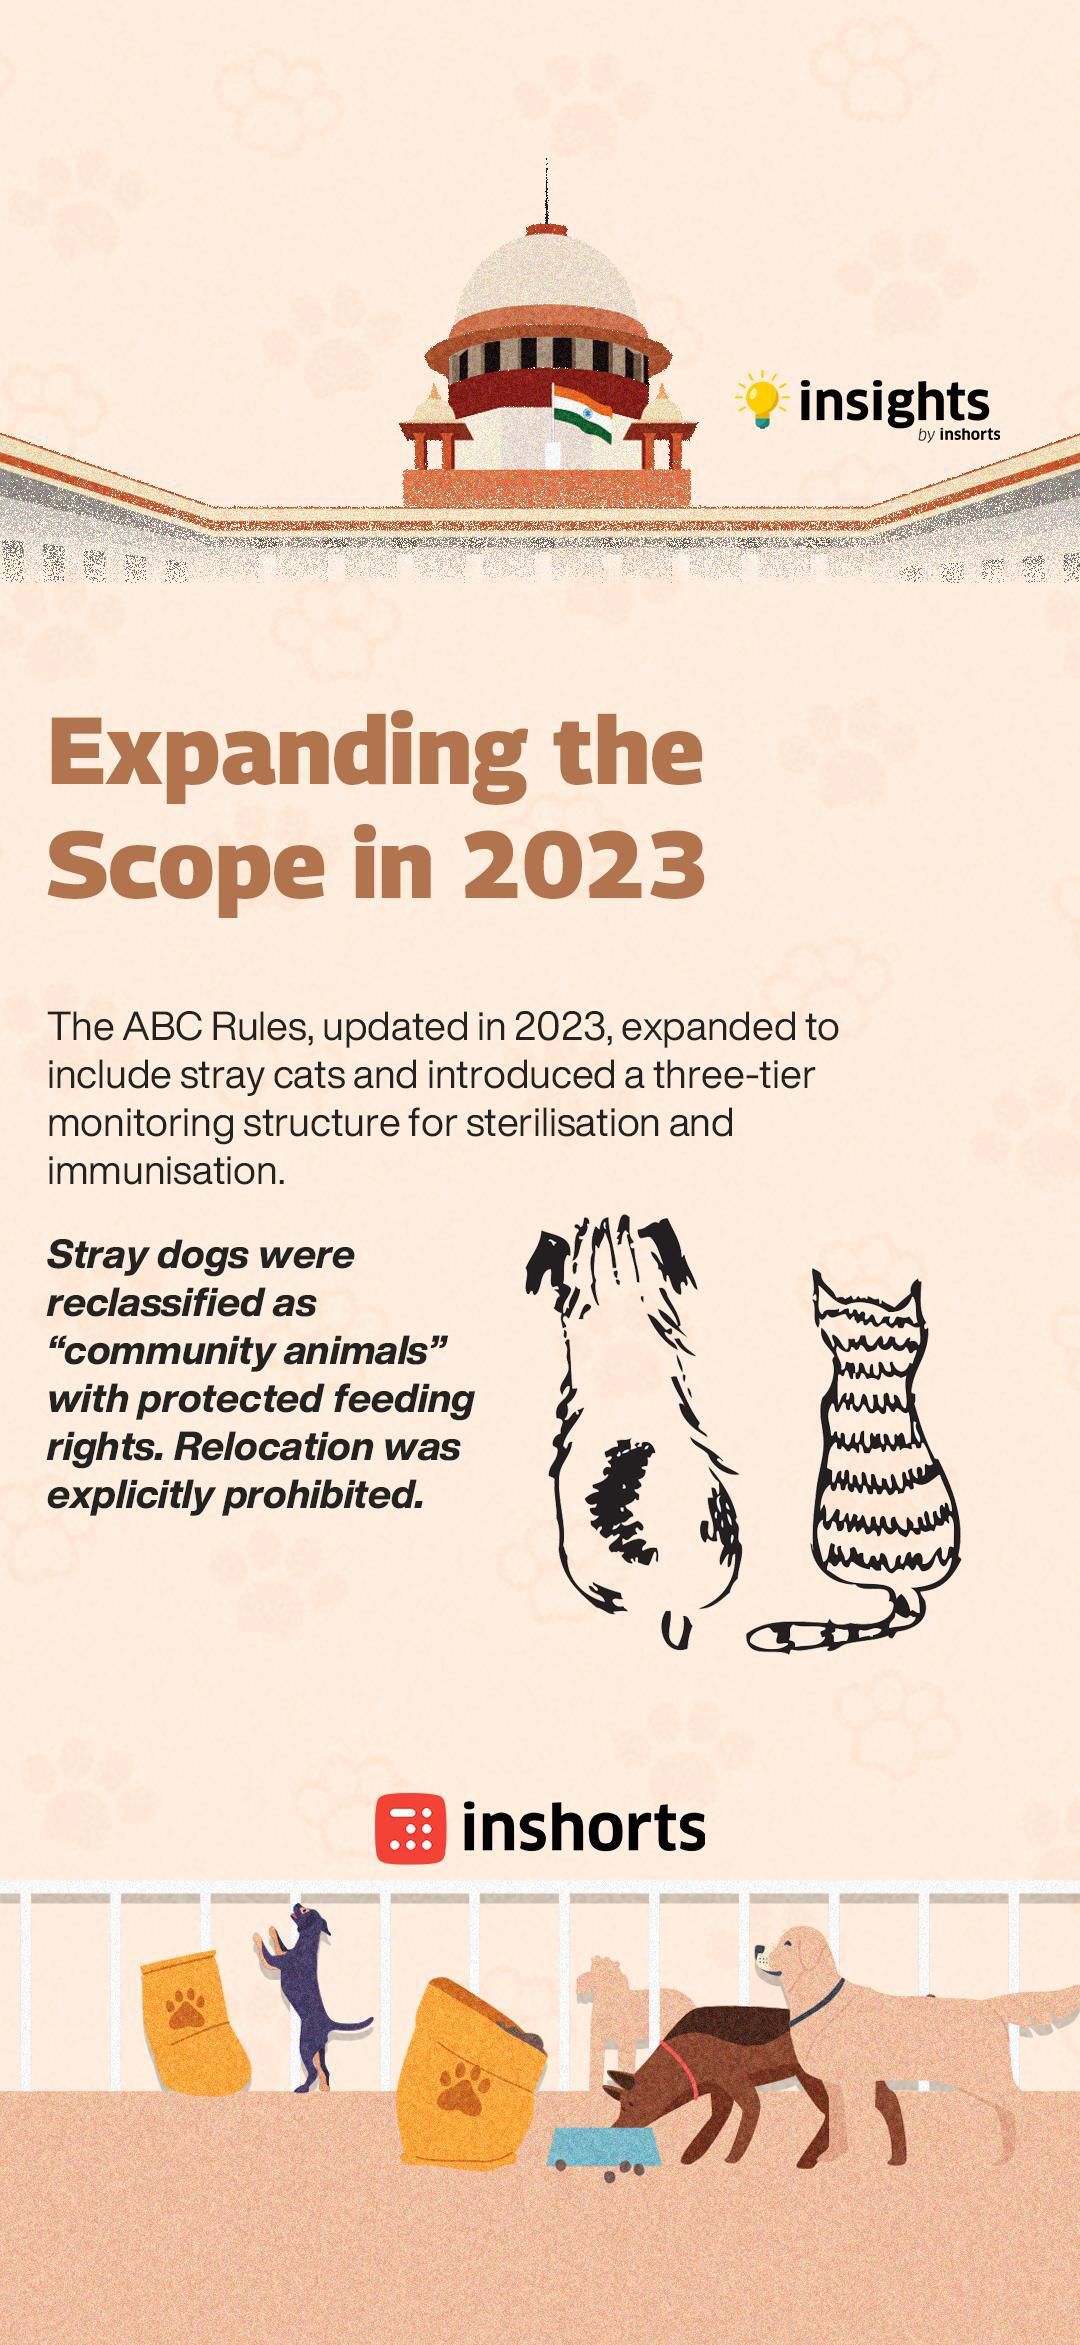 insights
by inshorts
Expanding the
Scope in 2023
The ABC Rules, updated in 2023, expanded to
include stray cats and introduced a three-tier
monitoring structure for sterilisation and
immunisation.
Stray dogs were
reclassified as
“community animals”
with protected feeding
rights. Relocation was
explicitly prohibited.
inshorts